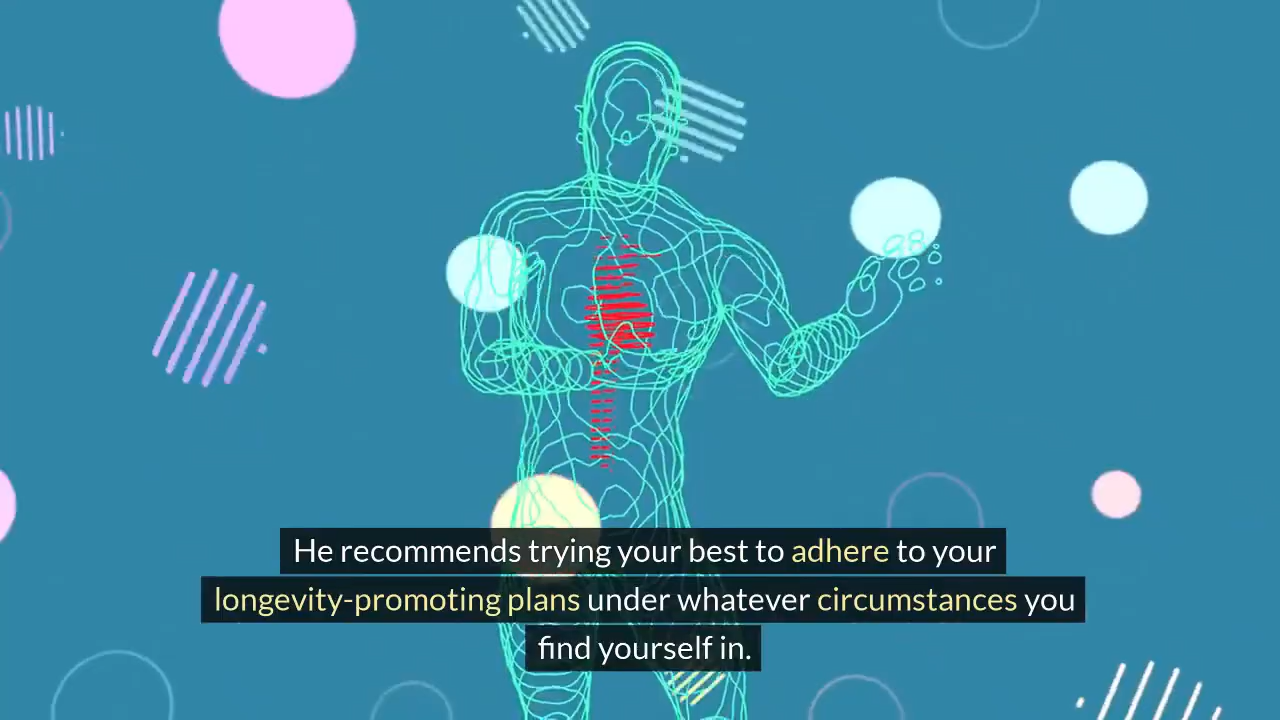 He recommends trying your best to adhere to your
longevity-promoting plans under whatever circumstances you
find yourself in.